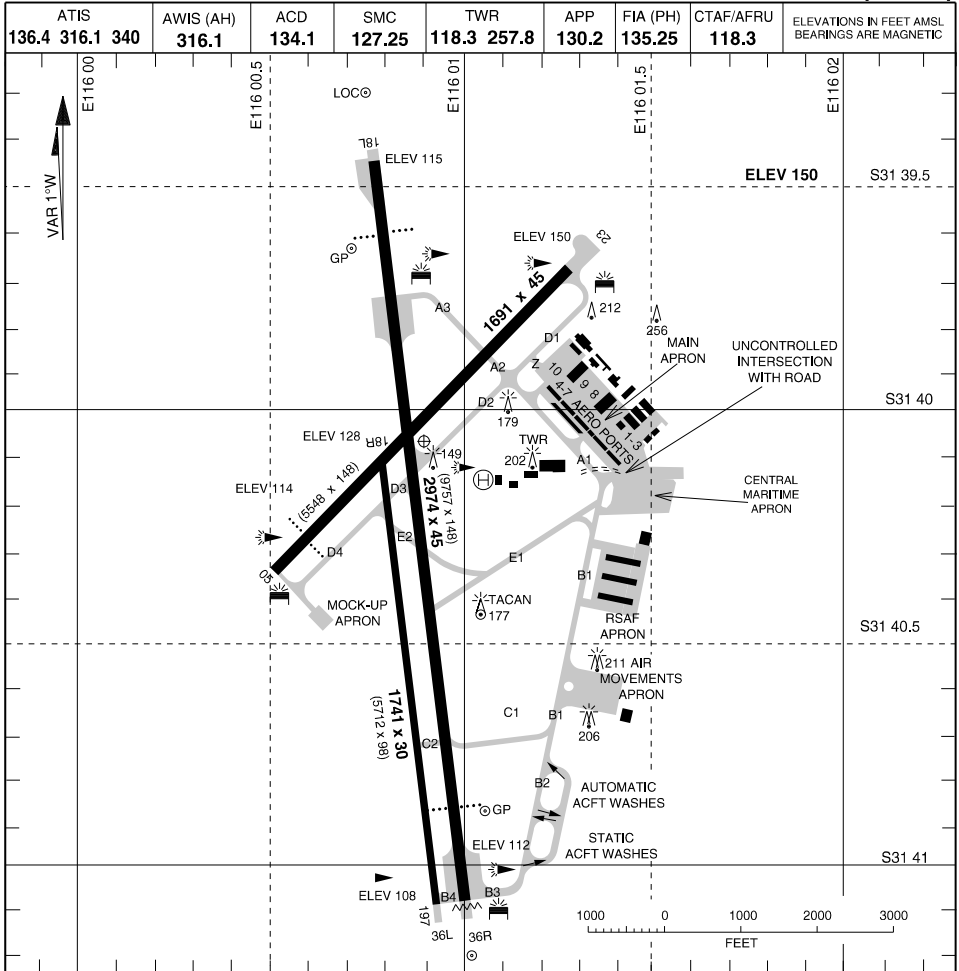 ATIS
136.4 316.1 340
AWIS (AH)
316.1
ACD
134.1
SMC
127.25
TWR
118.3 257.8
APP
130.2
FIA (PH)
135.25
CTAF/AFRU
118.3
ELEVATIONS IN FEET AMSL
BEARINGS ARE MAGNETIC
E116 00
E116 00.5
E116 01
E116 01.5
E116 02
VAR 1°W
LOC
18L
ELEV 115
ELEV 150
S31 39.5
GP
ELEV 150
23
A3
1691 x 45
212
256
D1
MAIN
APRON
UNCONTROLLED
INTERSECTION
WITH ROAD
A2
Z
10
9
8
4-7
AERO PORTS
1-3
D2
179
S31 40
ELEV 128
18R
149
TWR
202
A1
H
ELEV 114
(5548 x 148)
D3
2974 x 45
(9757 x 148)
CENTRAL
MARITIME
APRON
D4
E2
E1
05
B1
MOCK-UP
APRON
TACAN
177
RSAF
APRON
S31 40.5
211 AIR
MOVEMENTS
APRON
1741 x 30
(5712 x 98)
C1
B1
206
C2
B2
AUTOMATIC
ACFT WASHES
GP
ELEV 112
STATIC
ACFT WASHES
S31 41
ELEV 108
B4
B3
197
36L
36R
1000 0 1000 2000 3000
FEET